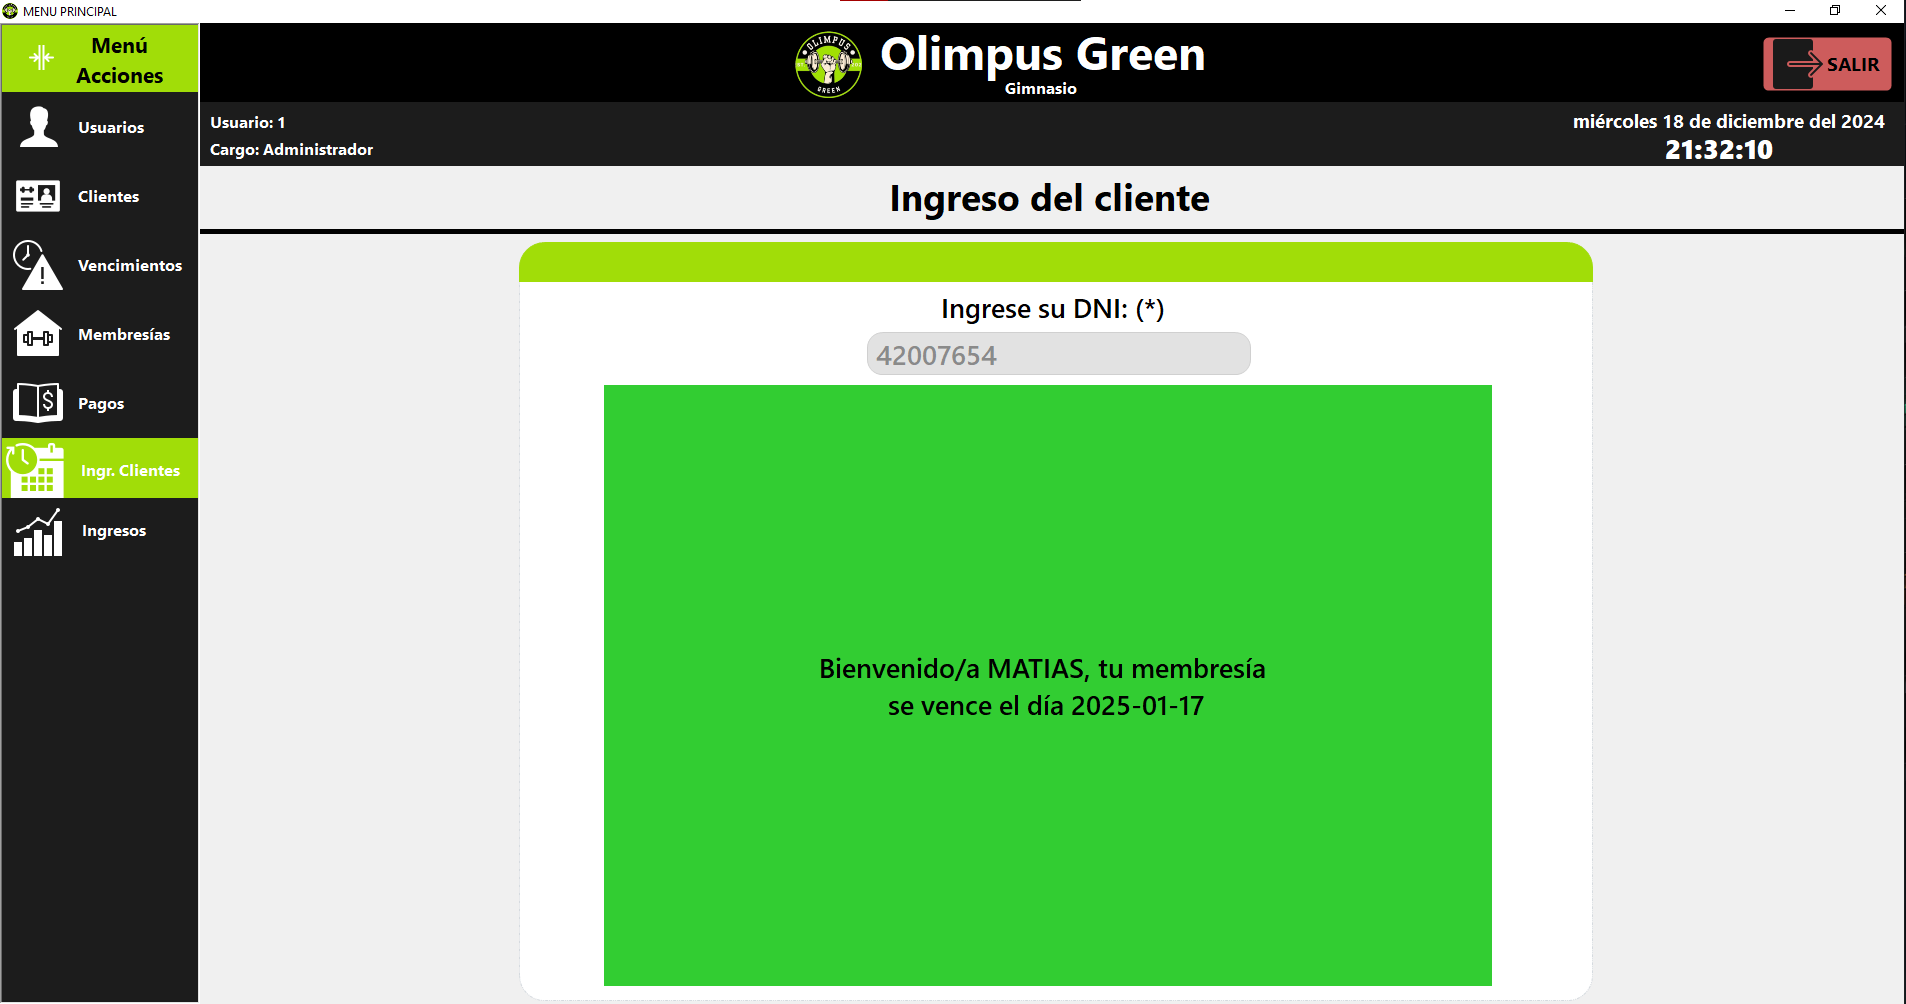 MENU PRINCIPAL
Menú
Acciones
Usuarios
Clientes
Vencimientos
Membresías
Pagos
Ingr. Clientes
Ingresos
OLIMPUS
GREEN
Olimpus Green
Gimnasio
SALIR
Usuario: 1
Cargo: Administrador
miércoles 18 de diciembre del 2024
21:32:10
Ingreso del cliente
Ingrese su DNI: (*)
42007654
Bienvenido/a MATIAS, tu membresía
se vence el día 2025-01-17